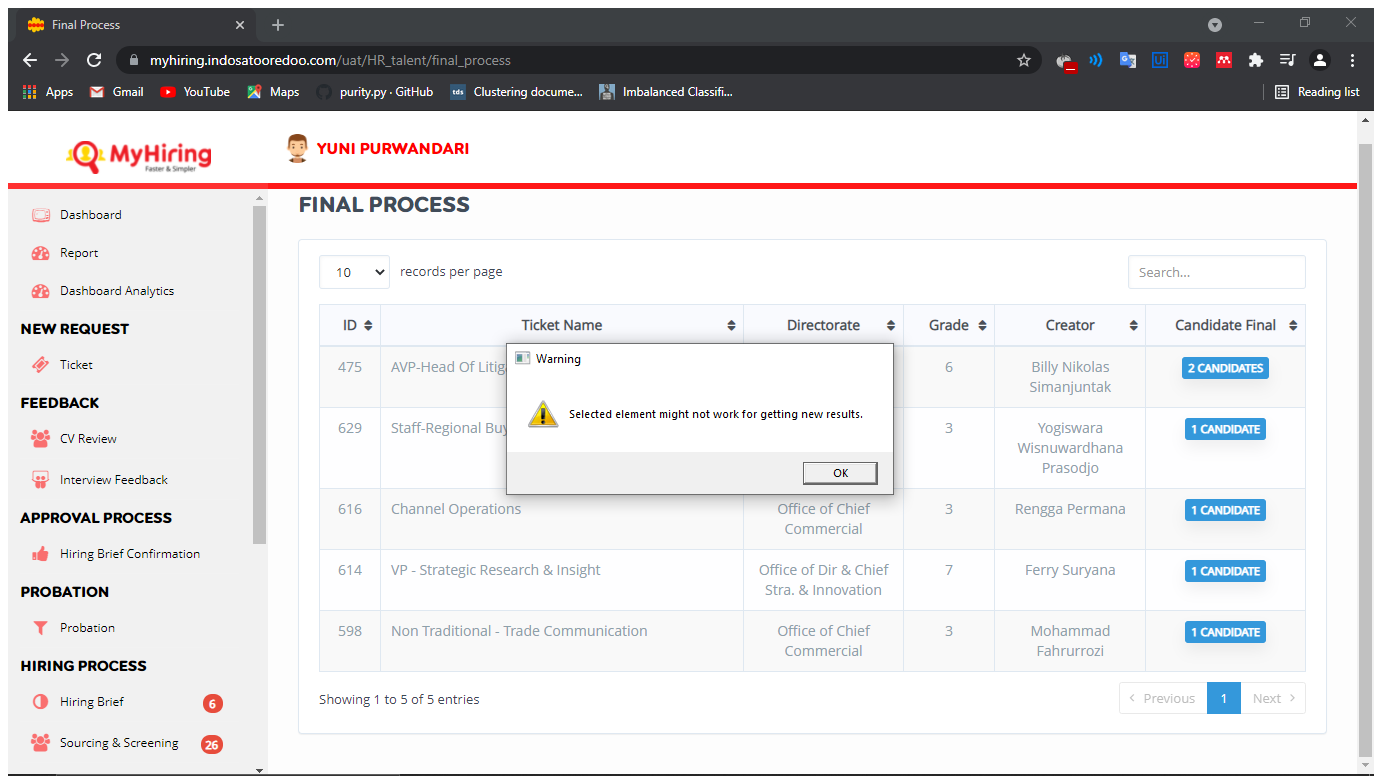 Final Process
myhiring.indosatooredoo.com/uat/HR_talent/final_process
Apps
Gmail
YouTube
Maps
purity.py · GitHub
tds
Clustering docume...
Imbalanced Classifi...
Reading list
MyHiring
Faster & Simpler
YUNI PURWANDARI
Dashboard
Report
Dashboard Analytics
NEW REQUEST
Ticket
FEEDBACK
CV Review
Interview Feedback
APPROVAL PROCESS
Hiring Brief Confirmation
PROBATION
Probation
HIRING PROCESS
Hiring Brief 6
Sourcing & Screening 26
FINAL PROCESS
10 records per page
Search...
ID Ticket Name Directorate Grade Creator Candidate Final
475 AVP-Head Of Litig 6 Billy Nikolas 2 CANDIDATES
Simanjuntak
629 Staff-Regional Buy 3 Yogiswara 1 CANDIDATE
Wisnuwardhana
Prasodjo
616 Channel Operations Office of Chief 3 Rengga Permana 1 CANDIDATE
Commercial
614 VP - Strategic Research & Insight Office of Dir & Chief 7 Ferry Suryana 1 CANDIDATE
Stra. & Innovation
598 Non Traditional - Trade Communication Office of Chief 3 Mohammad 1 CANDIDATE
Commercial Fahrurrozi
Showing 1 to 5 of 5 entries
Previous 1 Next
Warning
Selected element might not work for getting new results.
OK